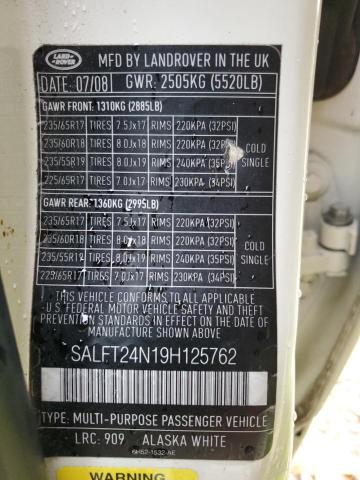 LAND-
ROVER
MFD BY LANDROVER IN THE UK
DATE: 07/08 GWR: 2505KG (5520LB)
GAWR FRONT: 1310KG (2885LB)
235/65R17 TIRES 7.5Jx17 RIMS 220KPA (32PSI)
235/60R18 TIRES 8.0Jx18 RIMS 220KPA (32PSI)
235/55R19 TIRES 8.0Jx19 RIMS 240KPA (35PSI)
225/65R17 TIRES 7.0Jx17 RIMS 230KPA (34PSI)
COLD
SINGLE
GAWR REAR: 1360KG (2995LB)
235/65R17 TIRES 7.5Jx17 RIMS 220KPA (32PSI)
235/60R18 TIRES 8.0Jx18 RIMS 220KPA (32PSI)
235/55R19 TIRES 8.0Jx19 RIMS 240KPA (35PSI)
225/65R17 TIRES 7.0Jx17 RIMS 230KPA (34PSI)
COLD
SINGLE
THIS VEHICLE CONFORMS TO ALL APPLICABLE
U.S. FEDERAL MOTOR VEHICLE SAFETY
STANDARDS IN EFFECT ON THE DATE OF
MANUFACTURE SHOWN ABOVE.
SALFT24N19H125762
TYPE: MULTI-PURPOSE PASSENGER VEHICLE
LRC: 909 ALASKA WHITE
6H52-1532-AE
WARNING